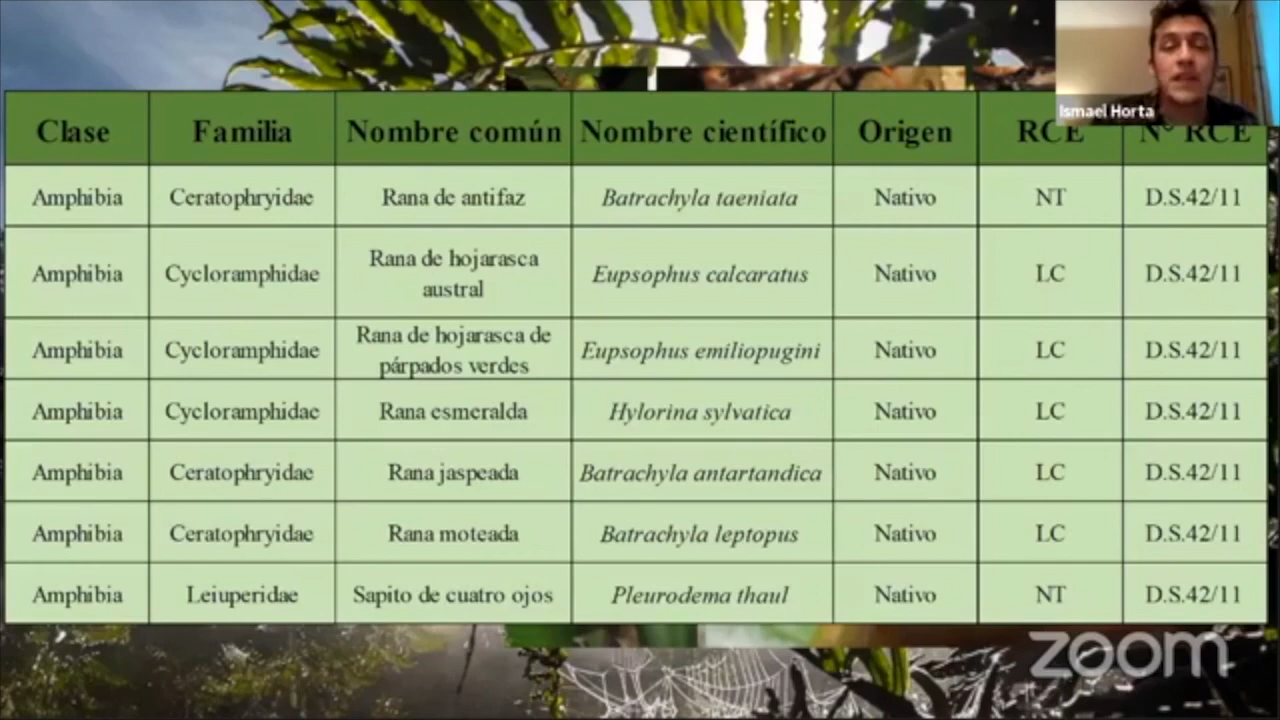 Ismael Horta
Clase Familia Nombre común Nombre científico Origen RCE N° RCE
Amphibia Ceratophryidae Rana de antifaz Batrachyla taeniata Nativo NT D.S.42/11
Amphibia Cycloramphidae Rana de hojarasca austral Eupsophus calcaratus Nativo LC D.S.42/11
Amphibia Cycloramphidae Rana de hojarasca de párpados verdes Eupsophus emiliopugini Nativo LC D.S.42/11
Amphibia Cycloramphidae Rana esmeralda Hylorina sylvatica Nativo LC D.S.42/11
Amphibia Ceratophryidae Rana jaspeada Batrachyla antartandica Nativo LC D.S.42/11
Amphibia Ceratophryidae Rana moteada Batrachyla leptopus Nativo LC D.S.42/11
Amphibia Leiuperidae Sapito de cuatro ojos Pleurodema thaul Nativo NT D.S.42/11
zoom